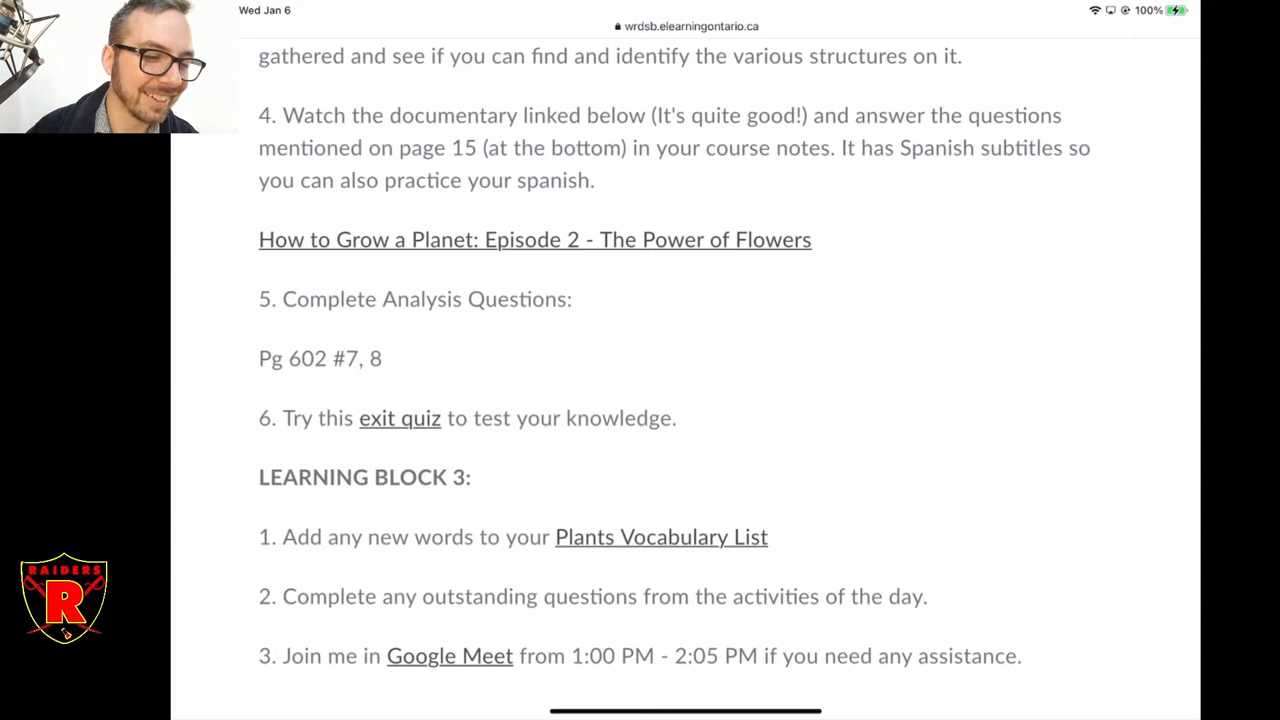 Wed Jan 6
100%
wrdsb.elearningontario.ca
gathered and see if you can find and identify the various structures on it.
4. Watch the documentary linked below (It's quite good!) and answer the questions
mentioned on page 15 (at the bottom) in your course notes. It has Spanish subtitles so
you can also practice your spanish.
How to Grow a Planet: Episode 2 - The Power of Flowers
5. Complete Analysis Questions:
Pg 602 #7, 8
6. Try this exit quiz to test your knowledge.
LEARNING BLOCK 3:
1. Add any new words to your Plants Vocabulary List
2. Complete any outstanding questions from the activities of the day.
3. Join me in Google Meet from 1:00 PM - 2:05 PM if you need any assistance.
RAIDERS
R